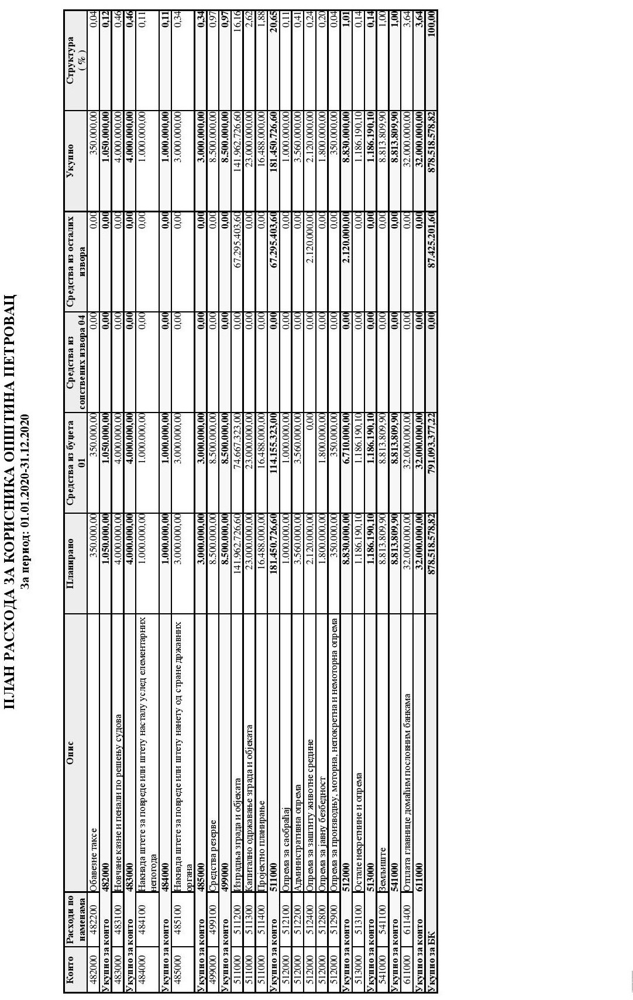 ПЛАН РАСХОДА ЗА КОРИСНИКА ОПШТИНА ПЕТРОВАЦ
За период: 01.01.2020-31.12.2020
Конто Расходи по наменама Опис Планирано Средства из буџета 01 Средства из сопствених извора 04 Средства из осталих извора Укупно Структура ( % )
482000 482200 Обавезне таксе 350.000,00 350.000,00 0,00 0,00 350.000,00 0,04
Укупно за конто 482000 1.050.000,00 1.050.000,00 0,00 0,00 1.050.000,00 0,12
483000 483100 Новчане казне и пенали по решењу судова 4.000.000,00 4.000.000,00 0,00 0,00 4.000.000,00 0,46
Укупно за конто 483000 4.000.000,00 4.000.000,00 0,00 0,00 4.000.000,00 0,46
484000 484100 Накнада штете за повреде или штету насталу услед елементарних 1.000.000,00 1.000.000,00 0,00 0,00 1.000.000,00 0,11
непогода
Укупно за конто 484000 1.000.000,00 1.000.000,00 0,00 0,00 1.000.000,00 0,11
485000 485100 Накнада штете за повреде или штету нанету од стране државних 3.000.000,00 3.000.000,00 0,00 0,00 3.000.000,00 0,34
органа
Укупно за конто 485000 3.000.000,00 3.000.000,00 0,00 0,00 3.000.000,00 0,34
499000 499100 Средства резерве 8.500.000,00 8.500.000,00 0,00 0,00 8.500.000,00 0,97
Укупно за конто 499000 8.500.000,00 8.500.000,00 0,00 0,00 8.500.000,00 0,97
511000 511200 Изградња зграда и објеката 141.962.726,60 74.667.323,00 0,00 67.295.403,60 141.962.726,60 16,16
511000 511300 Капитално одржавање зграда и објеката 23.000.000,00 23.000.000,00 0,00 0,00 23.000.000,00 2,62
511000 511400 Пројектно планирање 16.488.000,00 16.488.000,00 0,00 0,00 16.488.000,00 1,88
Укупно за конто 511000 181.450.726,60 114.155.323,00 0,00 67.295.403,60 181.450.726,60 20,65
512000 512100 Опрема за саобраћај 1.000.000,00 1.000.000,00 0,00 0,00 1.000.000,00 0,11
512000 512200 Административна опрема 3.560.000,00 3.560.000,00 0,00 0,00 3.560.000,00 0,41
512000 512400 Опрема за заштиту животне средине 2.120.000,00 0,00 0,00 2.120.000,00 2.120.000,00 0,24
512000 512800 Опрема за јавну безбедност 1.800.000,00 1.800.000,00 0,00 0,00 1.800.000,00 0,20
512000 512900 Опрема за производњу, моторна, непокретна и немоторна опрема 350.000,00 350.000,00 0,00 0,00 350.000,00 0,04
Укупно за конто 512000 8.830.000,00 6.710.000,00 0,00 2.120.000,00 8.830.000,00 1,01
513000 513100 Остале некретнине и опрема 1.186.190,10 1.186.190,10 0,00 0,00 1.186.190,10 0,14
Укупно за конто 513000 1.186.190,10 1.186.190,10 0,00 0,00 1.186.190,10 0,14
541000 541100 Земљиште 8.813.809,90 8.813.809,90 0,00 0,00 8.813.809,90 1,00
Укупно за конто 541000 8.813.809,90 8.813.809,90 0,00 0,00 8.813.809,90 1,00
611000 611400 Отплата главнице домаћим пословним банкама 32.000.000,00 32.000.000,00 0,00 0,00 32.000.000,00 3,64
Укупно за конто 611000 32.000.000,00 32.000.000,00 0,00 0,00 32.000.000,00 3,64
Укупно за БК 878.518.578,82 791.093.377,22 0,00 87.425.201,60 878.518.578,82 100,00